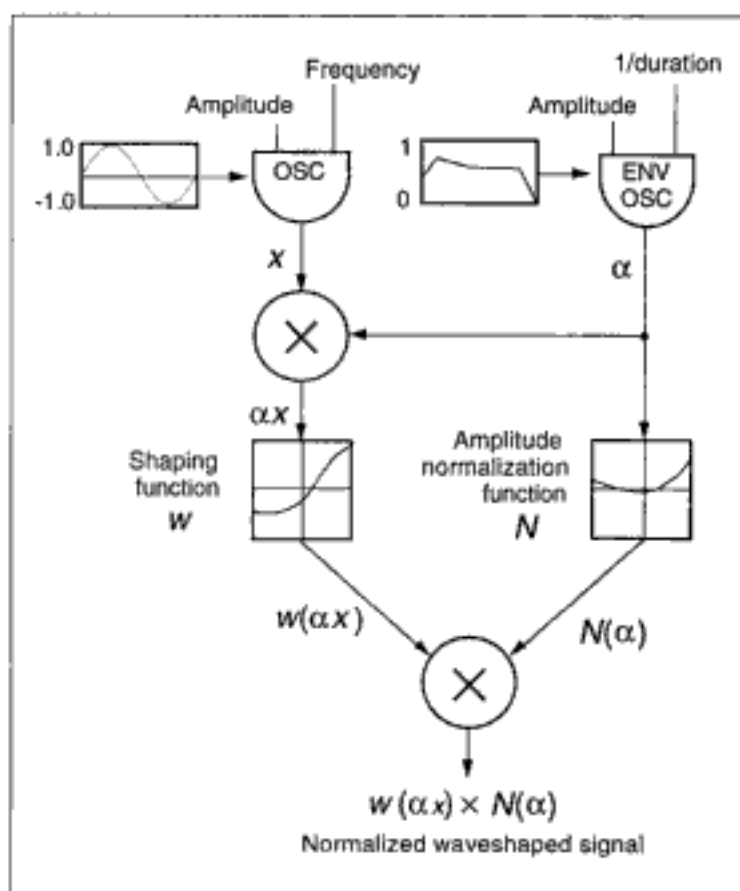 Frequency
1/duration
Amplitude
Amplitude
1.0
-1.0
OSC
1
0
ENV
OSC
x
α
×
αx
Shaping
function
w
Amplitude
normalization
function
N
w(αx)
N(α)
×
w(αx) × N(α)
Normalized waveshaped signal